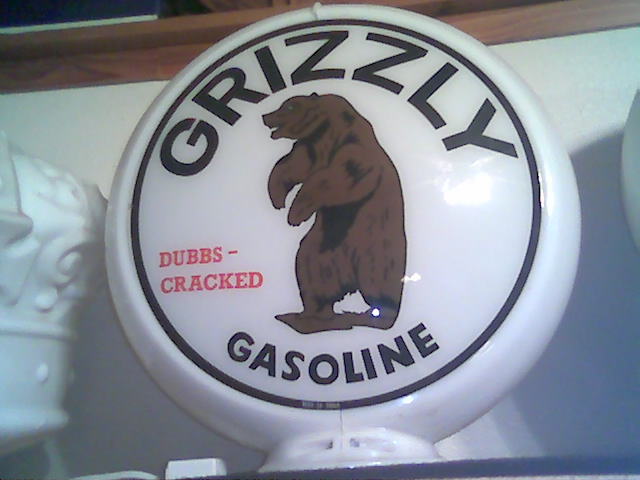 GRIZZLY
DUBBS-
CRACKED
GASOLINE